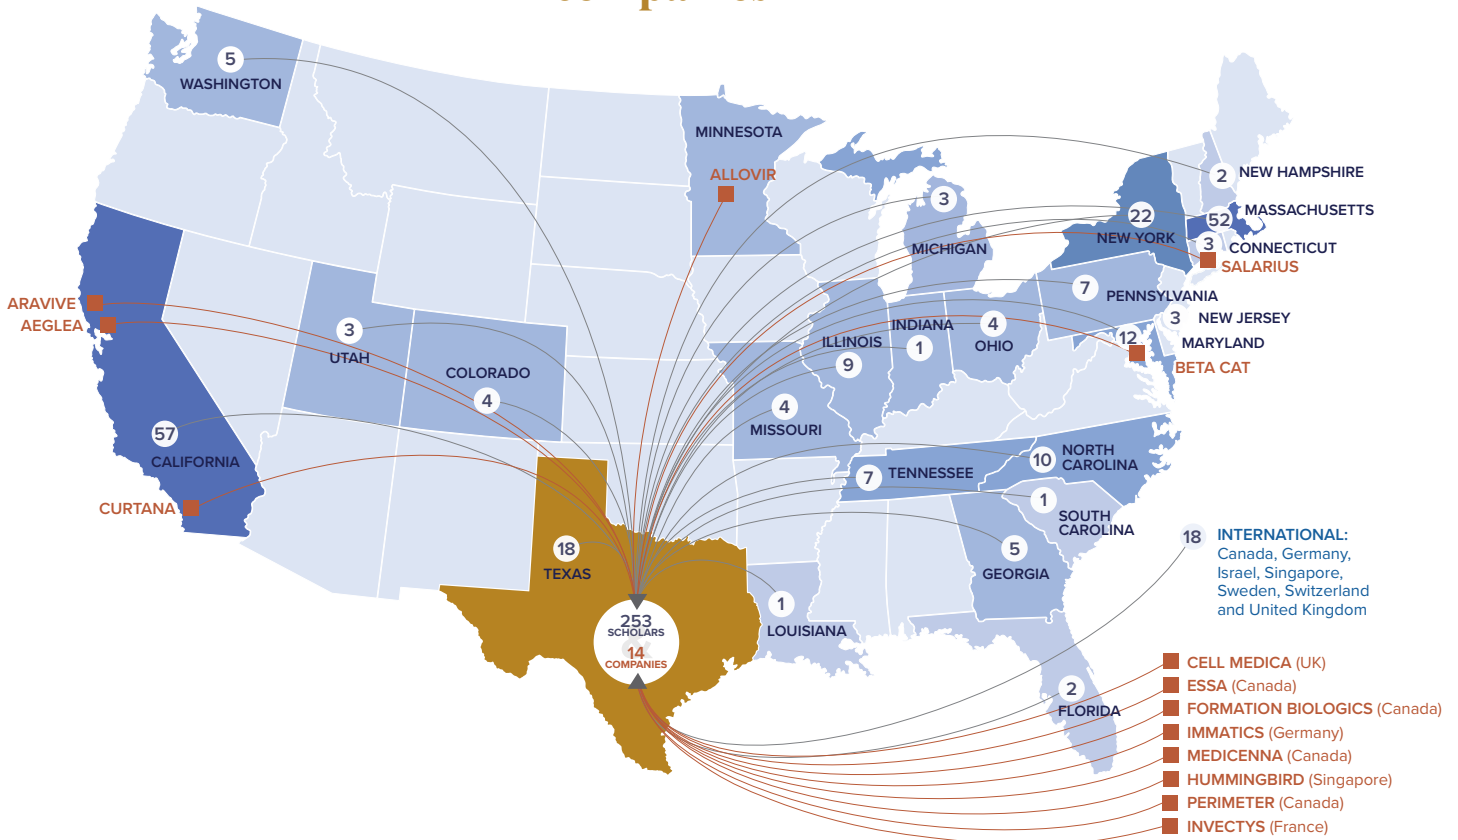 5
WASHINGTON
MINNESOTA
ALLOVIR
3
MICHIGAN
2 NEW HAMPSHIRE
22
NEW YORK
52 MASSACHUSETTS
3 CONNECTICUT
SALARIUS
7 PENNSYLVANIA
3 NEW JERSEY
12
MARYLAND
BETA CAT
ARAVIVE
AEGLEA
3
UTAH
COLORADO
4
ILLINOIS
9
INDIANA
1
4
OHIO
57
CALIFORNIA
CURTANA
4
MISSOURI
7 TENNESSEE
10 NORTH
CAROLINA
1
SOUTH
CAROLINA
5
GEORGIA
18
TEXAS
253
SCHOLARS
&
14
COMPANIES
1
LOUISIANA
2
FLORIDA
18 INTERNATIONAL:
Canada, Germany,
Israel, Singapore,
Sweden, Switzerland
and United Kingdom
CELL MEDICA (UK)
ESSA (Canada)
FORMATION BIOLOGICS (Canada)
IMMATICS (Germany)
MEDICENNA (Canada)
HUMMINGBIRD (Singapore)
PERIMETER (Canada)
INVECTYS (France)